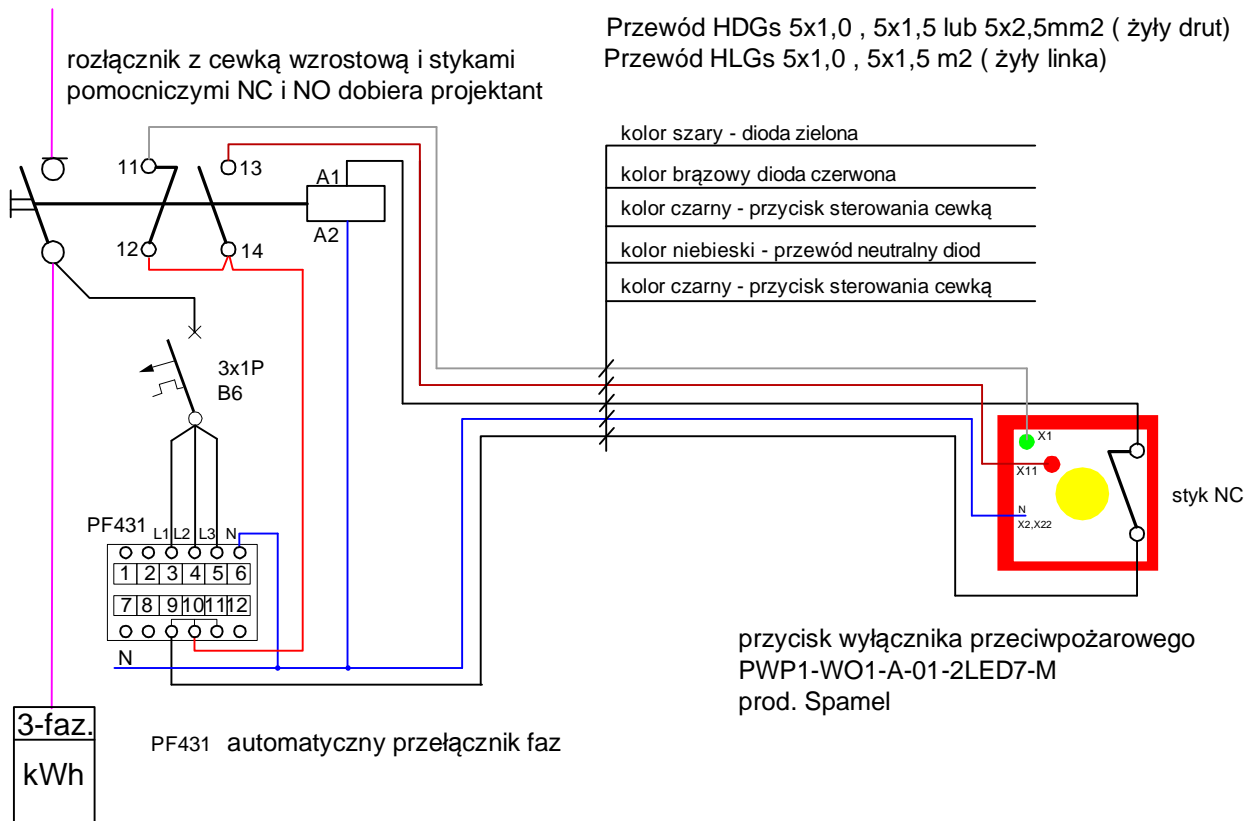 Przewód HDGs 5x1,0 , 5x1,5 lub 5x2,5mm2 ( żyły drut)
Przewód HLGs 5x1,0 , 5x1,5 m2 ( żyły linka)
rozłącznik z cewką wzrostową i stykami
pomocniczymi NC i NO dobiera projektant
kolor szary - dioda zielona
kolor brązowy dioda czerwona
kolor czarny - przycisk sterowania cewką
kolor niebieski - przewód neutralny diod
kolor czarny - przycisk sterowania cewką
11
13
A1
12
14
A2
3x1P
B6
X1
X11
N
X2,X22
styk NC
PF431
L1 L2 L3 N
1 2 3 4 5 6
7 8 9 10 11 12
N
przycisk wyłącznika przeciwpożarowego
PWP1-WO1-A-01-2LED7-M
prod. Spamel
3-faz.
kWh
PF431 automatyczny przełącznik faz